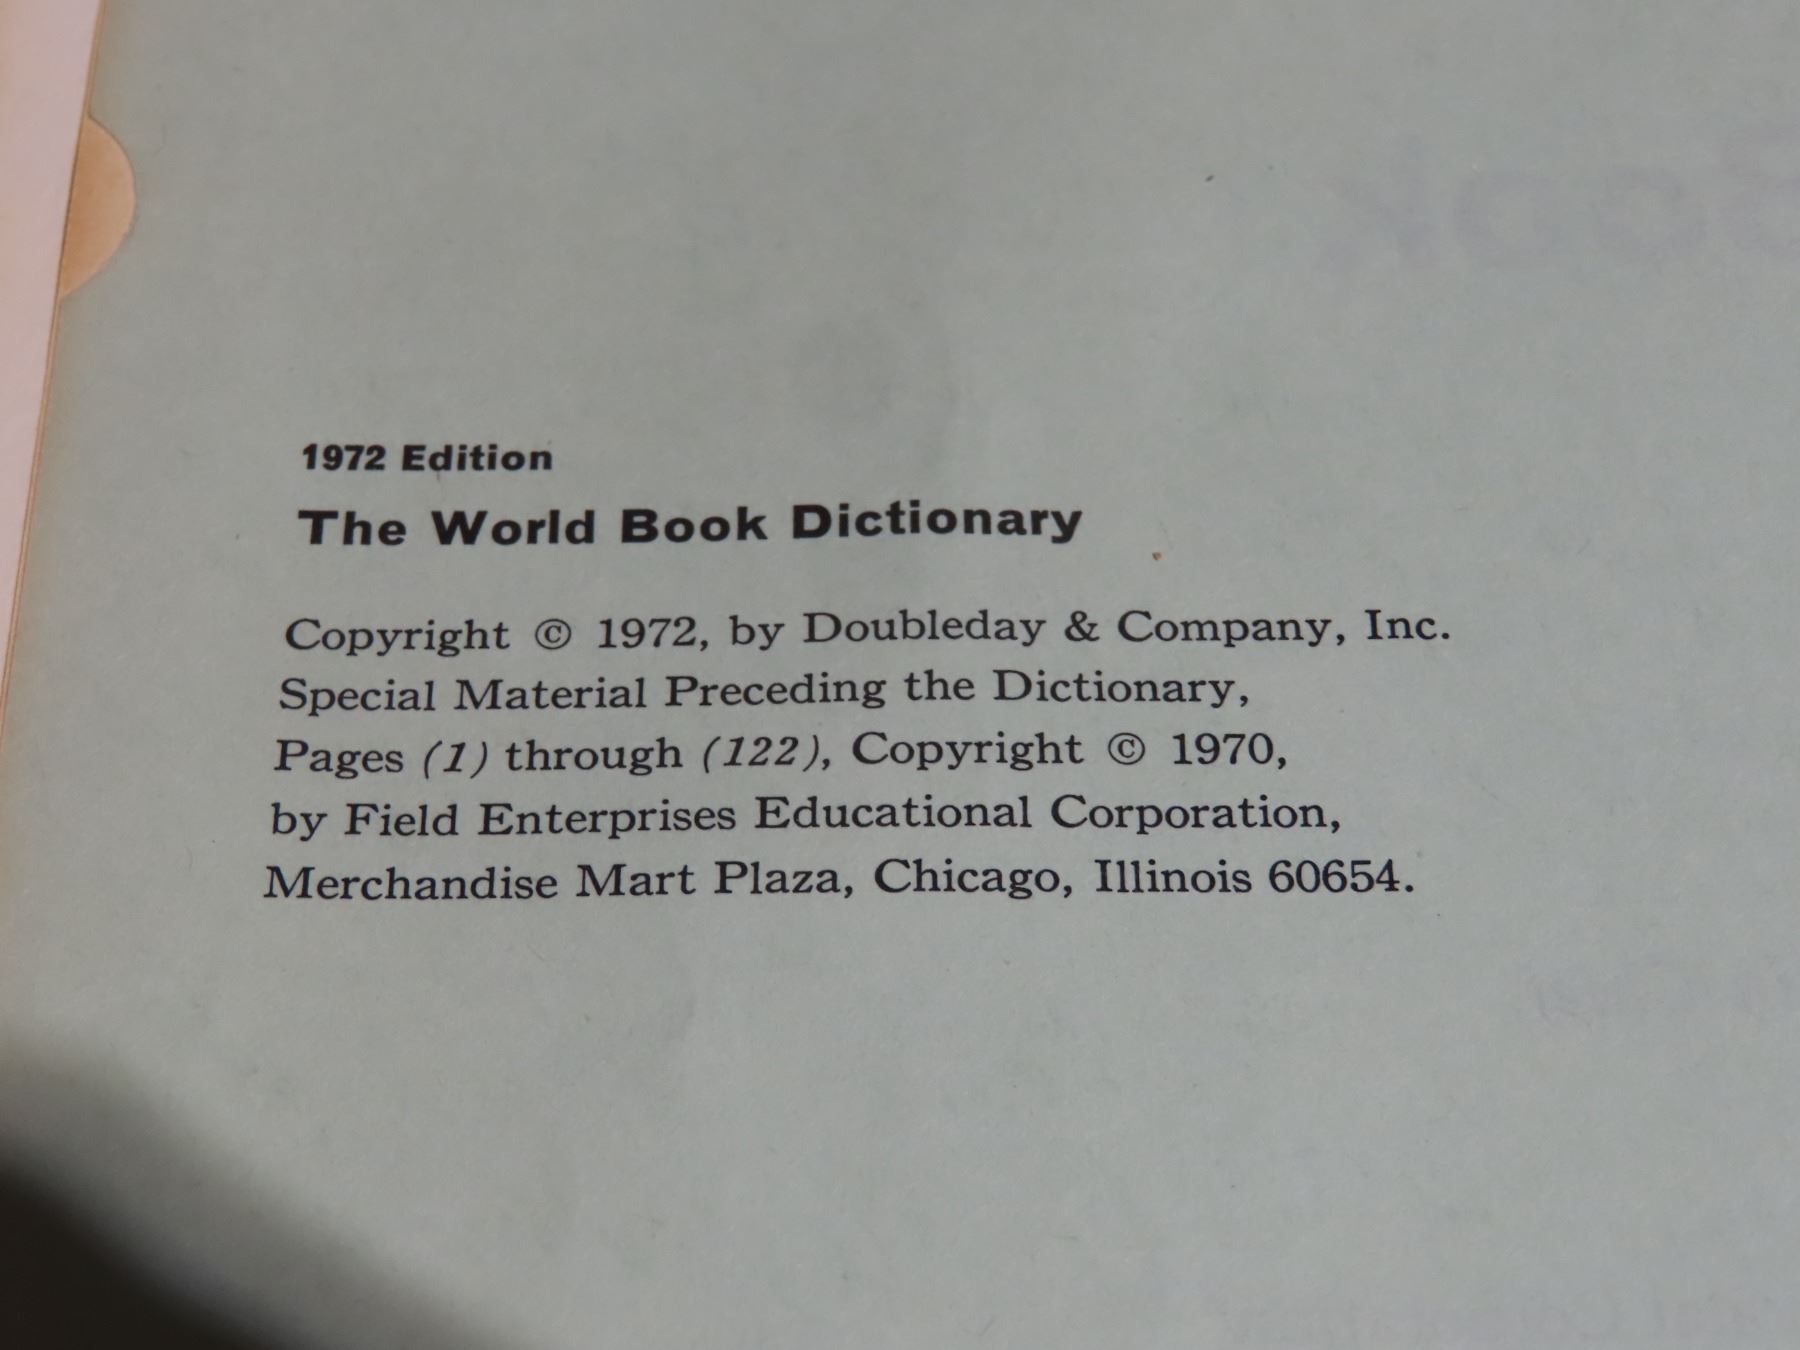 1972 Edition
The World Book Dictionary
Copyright © 1972, by Doubleday & Company, Inc.
Special Material Preceding the Dictionary,
Pages (1) through (122), Copyright © 1970,
by Field Enterprises Educational Corporation,
Merchandise Mart Plaza, Chicago, Illinois 60654.